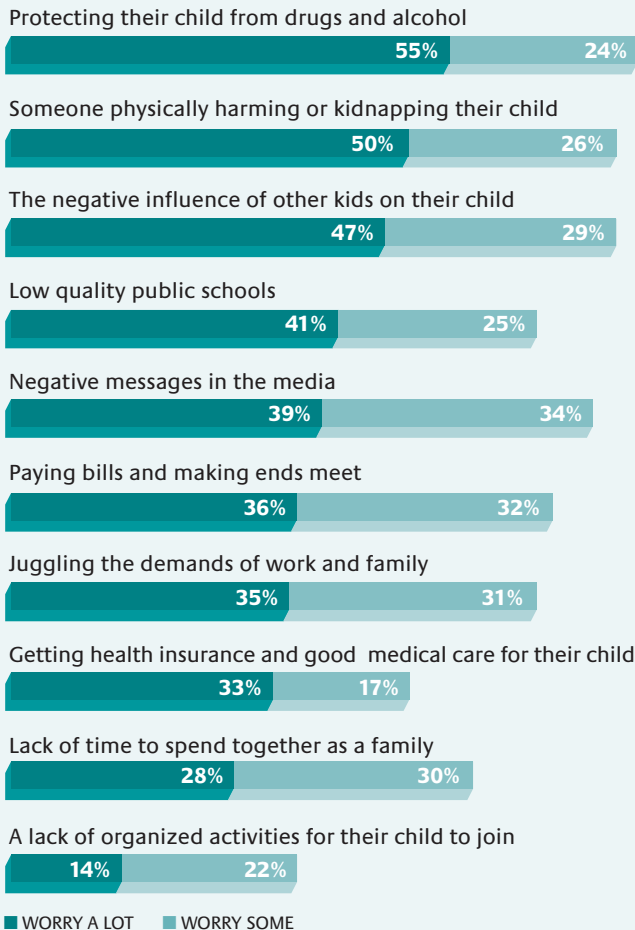 Protecting their child from drugs and alcohol
55% 24%
Someone physically harming or kidnapping their child
50% 26%
The negative influence of other kids on their child
47% 29%
Low quality public schools
41% 25%
Negative messages in the media
39% 34%
Paying bills and making ends meet
36% 32%
Juggling the demands of work and family
35% 31%
Getting health insurance and good  medical care for their child
33% 17%
Lack of time to spend together as a family
28% 30%
A lack of organized activities for their child to join
14% 22%
WORRY A LOT WORRY SOME